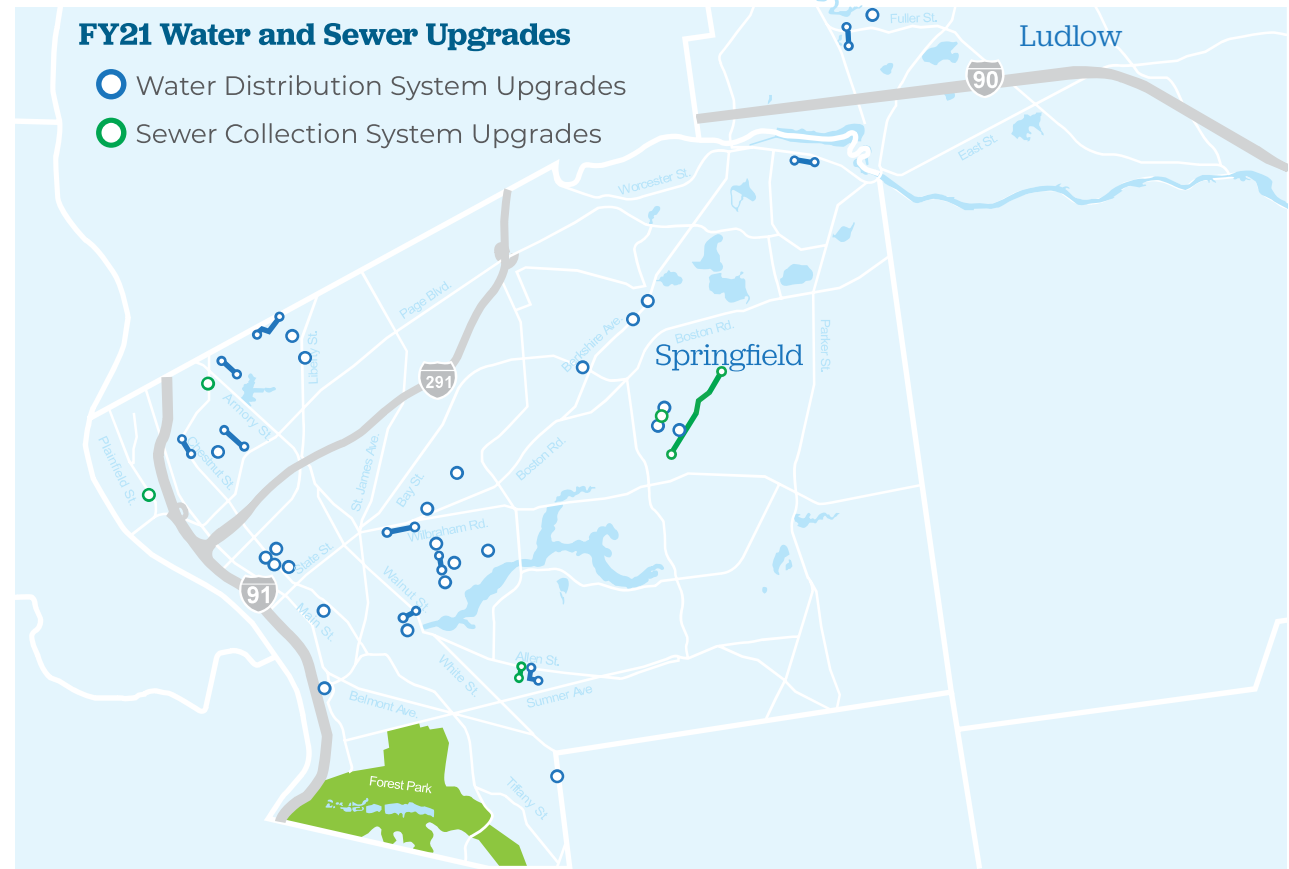 FY21 Water and Sewer Upgrades
Water Distribution System Upgrades
Sewer Collection System Upgrades
Fuller St.
Ludlow
90
East St.
Worcester St.
Page Blvd.
Berkshire Ave.
Boston Rd.
Parker St.
Springfield
Liberty St.
291
Armory St.
Chestnut St.
Plainfield St.
St. James Ave.
Bay St.
Boston Rd.
Wilbraham Rd.
State St.
91
Main St.
Walnut St.
White St.
Allen St.
Sumner Ave
Belmont Ave.
Forest Park
Tiffany St